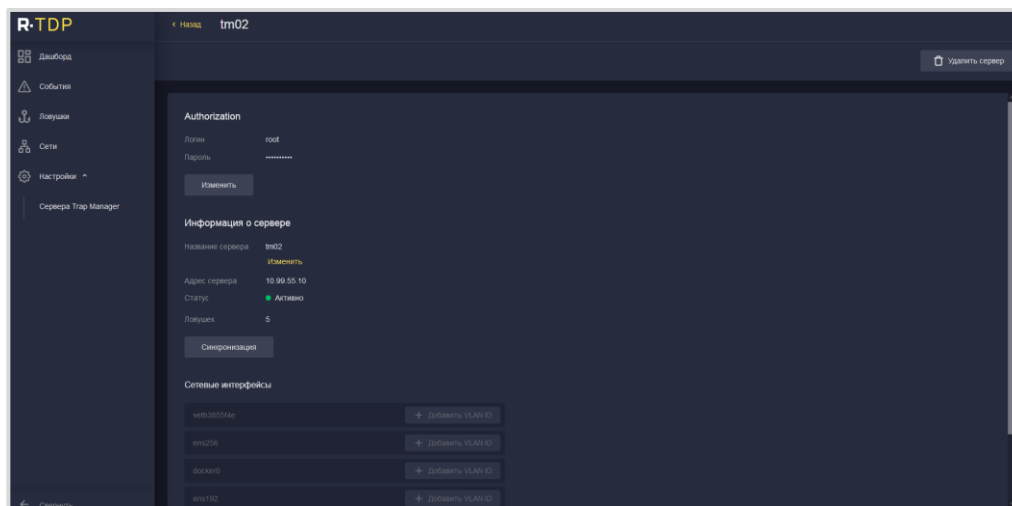 R·TDP
‹ Назад tm02
Удалить сервер
Дашборд
События
Ловушки
Сети
Настройки
Сервера Trap Manager
Authorization
Логин root
Пароль ••••••••••
Изменить
Информация о сервере
Название сервера tm02
Изменить
Адрес сервера 10.99.55.10
Статус Активно
Ловушек 5
Синхронизация
Сетевые интерфейсы
+ Добавить VLAN ID
ens256 + Добавить VLAN ID
docker0 + Добавить VLAN ID
ens192 + Добавить VLAN ID
Свернуть